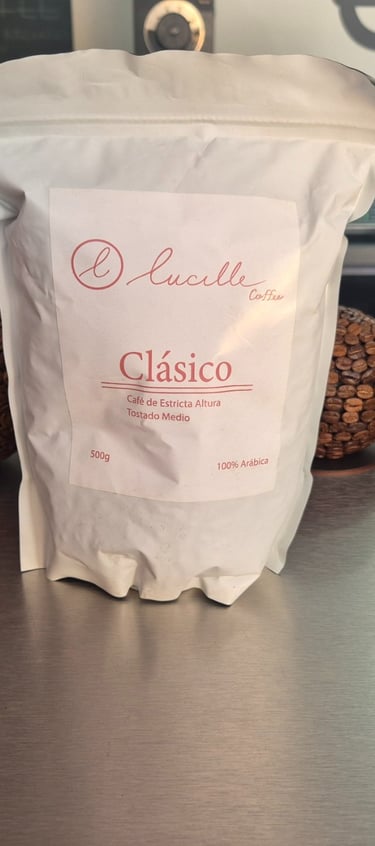 l lucille
Coffee
Clásico
Café de Estricta Altura
Tostado Medio
500g
100% Arábica